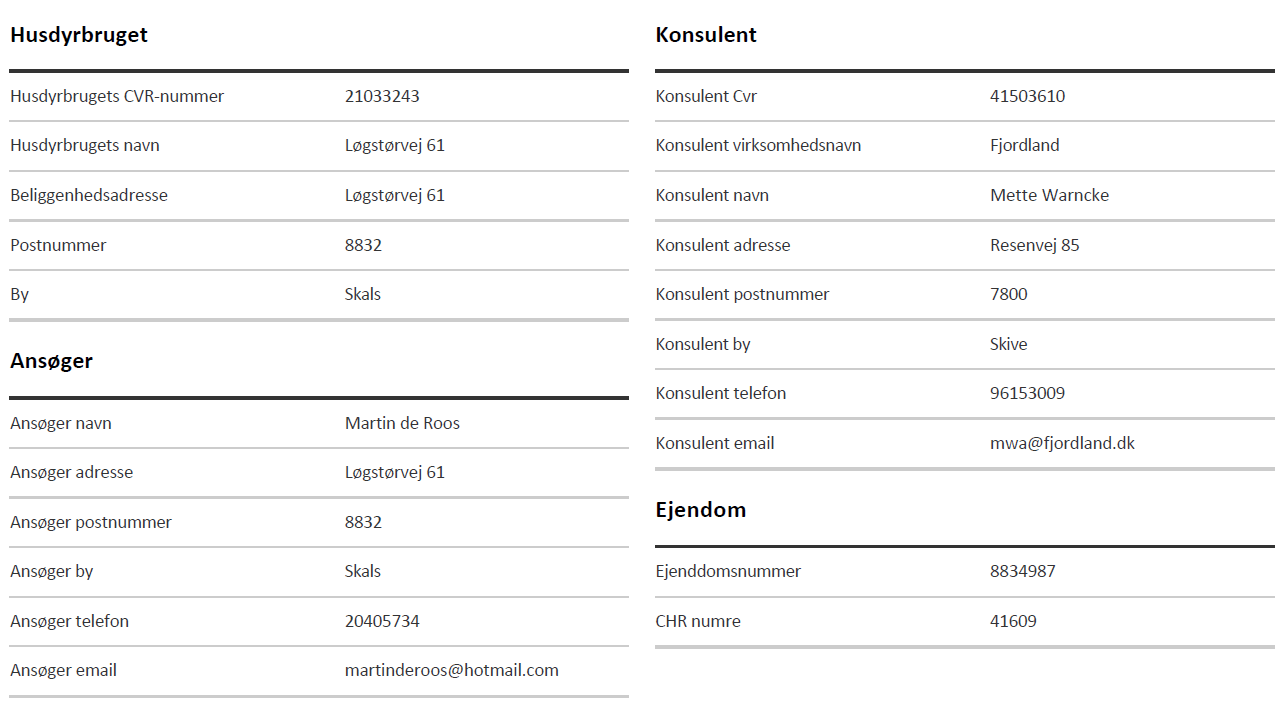 Husdyrbruget
Husdyrbrugets CVR-nummer 21033243
Husdyrbrugets navn Løgstørvej 61
Beliggenhedsadresse Løgstørvej 61
Postnummer 8832
By Skals
Ansøger
Ansøger navn Martin de Roos
Ansøger adresse Løgstørvej 61
Ansøger postnummer 8832
Ansøger by Skals
Ansøger telefon 20405734
Ansøger email martinderoos@hotmail.com
Konsulent
Konsulent Cvr 41503610
Konsulent virksomhedsnavn Fjordland
Konsulent navn Mette Warncke
Konsulent adresse Resenvej 85
Konsulent postnummer 7800
Konsulent by Skive
Konsulent telefon 96153009
Konsulent email mwa@fjordland.dk
Ejendom
Ejenddomsnummer 8834987
CHR numre 41609